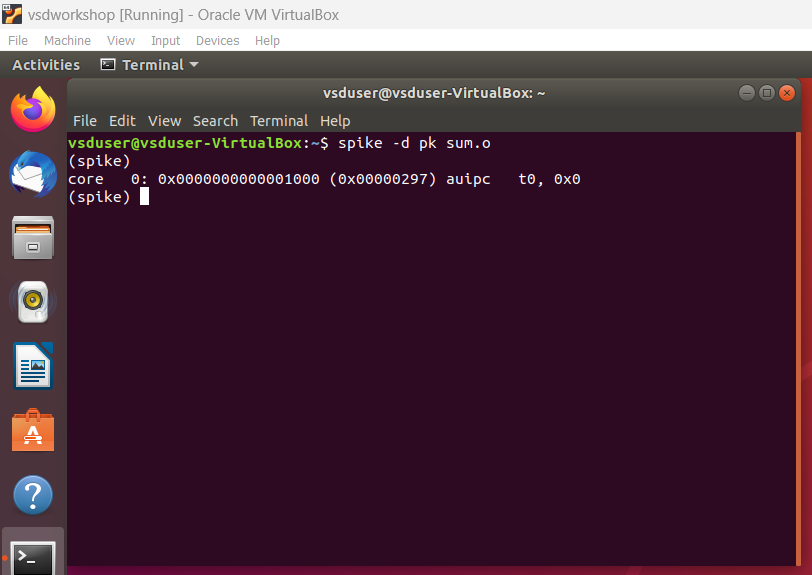 vsdworkshop [Running] - Oracle VM VirtualBox
File Machine View Input Devices Help
Activities Terminal
vsduser@vsduser-VirtualBox: ~
File Edit View Search Terminal Help
vsduser@vsduser-VirtualBox:~$ spike -d pk sum.o
(spike)
core   0: 0x0000000000001000 (0x00000297) auipc   t0, 0x0
(spike)